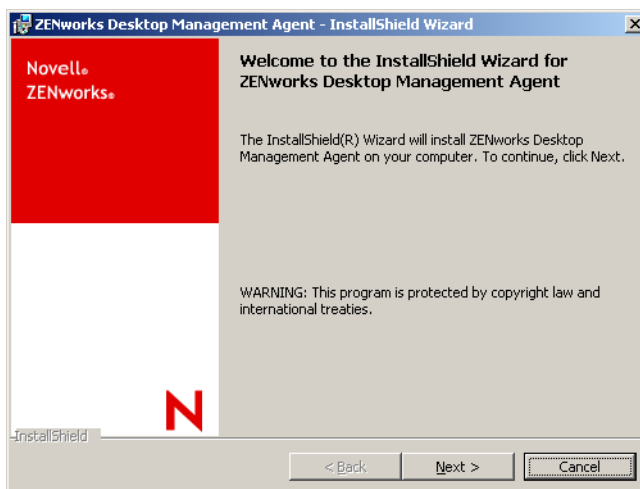 ZENworks Desktop Management Agent - InstallShield Wizard
Novell®
ZENworks®
Welcome to the InstallShield Wizard for
ZENworks Desktop Management Agent
The InstallShield(R) Wizard will install ZENworks Desktop
Management Agent on your computer. To continue, click Next.
WARNING: This program is protected by copyright law and
international treaties.
N
InstallShield
< Back
Next >
Cancel